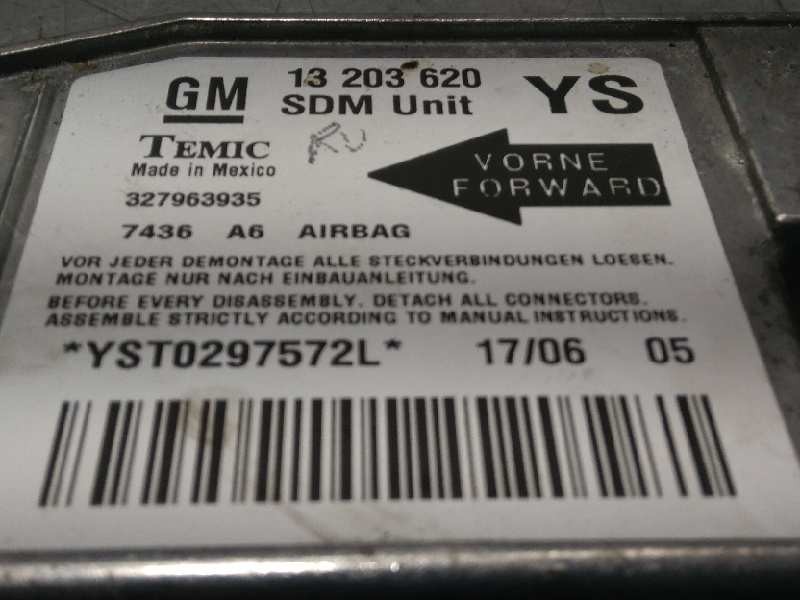 GM 13 203 620 YS
SDM Unit
TEMIC
Made in Mexico
VORNE
FORWARD
327963935
7436 A6 AIRBAG
VOR JEDER DEMONTAGE ALLE STECKVERBINDUNGEN LOESEN.
MONTAGE NUR NACH EINBAUANLEITUNG.
BEFORE EVERY DISASSEMBLY. DETACH ALL CONNECTORS.
ASSEMBLE STRICTLY ACCORDING TO MANUAL INSTRUCTIONS.
*YST0297572L* 17/06 05